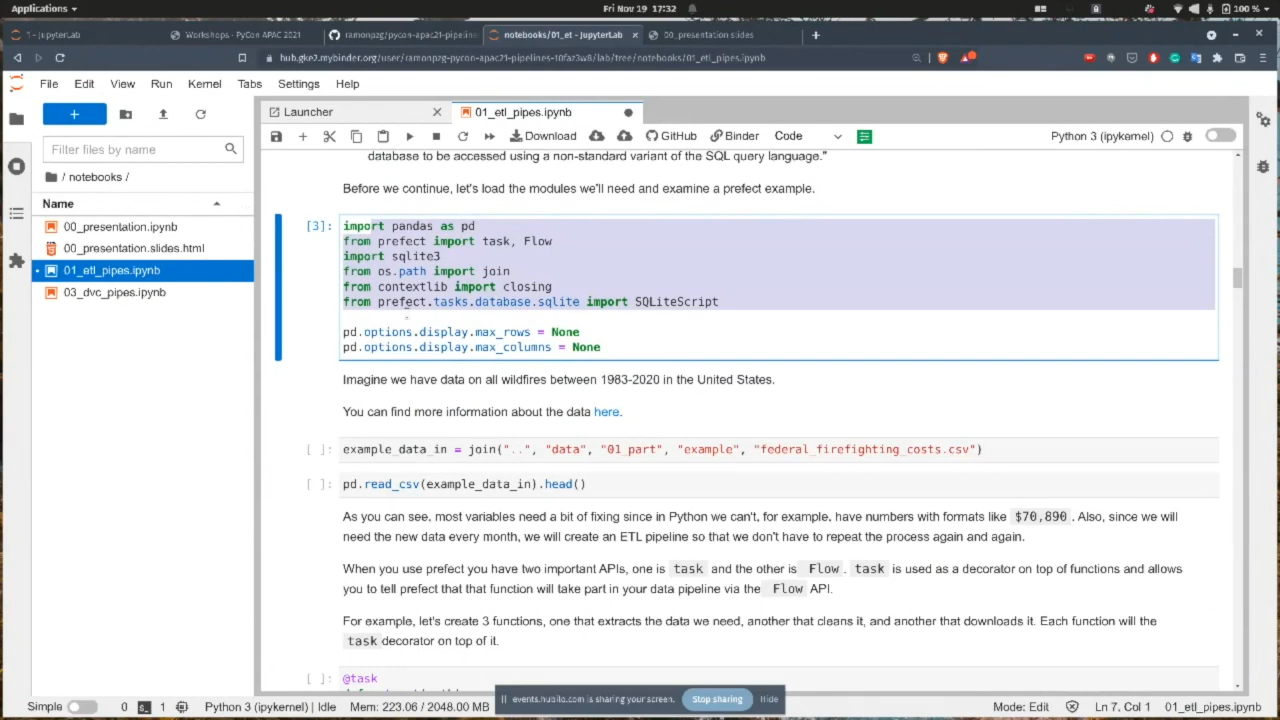 Applications
Fri Nov 19 17:32
100 %
1 - JupyterLab
Workshops - PyCon APAC 2021
ramonpzg/pycon-apac21-pipeline
notebooks/01_et - JupyterLab
00_presentation slides
hub.gke2.mybinder.org/user/ramonpzg-pycon-apac21-pipelines-10faz3w8/lab/tree/notebooks/01_etl_pipes.ipynb
File Edit View Run Kernel Tabs Settings Help
Launcher
01_etl_pipes.ipynb
Download
GitHub
Binder
Code
Python 3 (ipykernel)
Filter files by name
/ notebooks /
Name
00_presentation.ipynb
00_presentation.slides.html
01_etl_pipes.ipynb
03_dvc_pipes.ipynb
database to be accessed using a non-standard variant of the SQL query language."
Before we continue, let's load the modules we'll need and examine a prefect example.
[3]: import pandas as pd
from prefect import task, Flow
import sqlite3
from os.path import join
from contextlib import closing
from prefect.tasks.database.sqlite import SQLiteScript
pd.options.display.max_rows = None
pd.options.display.max_columns = None
Imagine we have data on all wildfires between 1983-2020 in the United States.
You can find more information about the data here.
[ ]: example_data_in = join("..", "data", "01_part", "example", "federal_firefighting_costs.csv")
[ ]: pd.read_csv(example_data_in).head()
As you can see, most variables need a bit of fixing since in Python we can't, for example, have numbers with formats like $70,890. Also, since we will
need the new data every month, we will create an ETL pipeline so that we don't have to repeat the process again and again.
When you use prefect you have two important APIs, one is task and the other is Flow. task is used as a decorator on top of functions and allows
you to tell prefect that that function will take part in your data pipeline via the Flow API.
For example, let's create 3 functions, one that extracts the data we need, another that cleans it, and another that downloads it. Each function will the
task decorator on top of it.
[ ]: @task
events.hubilo.com is sharing your screen. Stop sharing Hide
Simple 0 1 Python 3 (ipykernel) | Idle Mem: 223.06 / 2048.00 MB
Mode: Edit Ln 7, Col 1 01_etl_pipes.ipynb